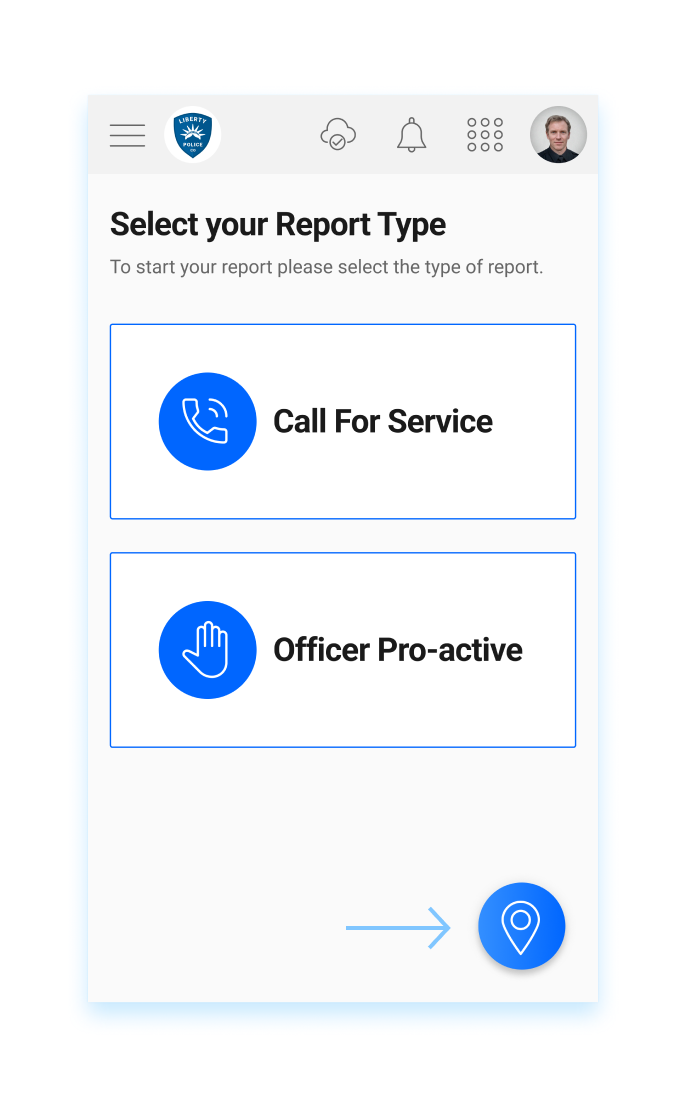 LIBERTY
POLICE
CO
Select your Report Type
To start your report please select the type of report.
Call For Service
Officer Pro-active